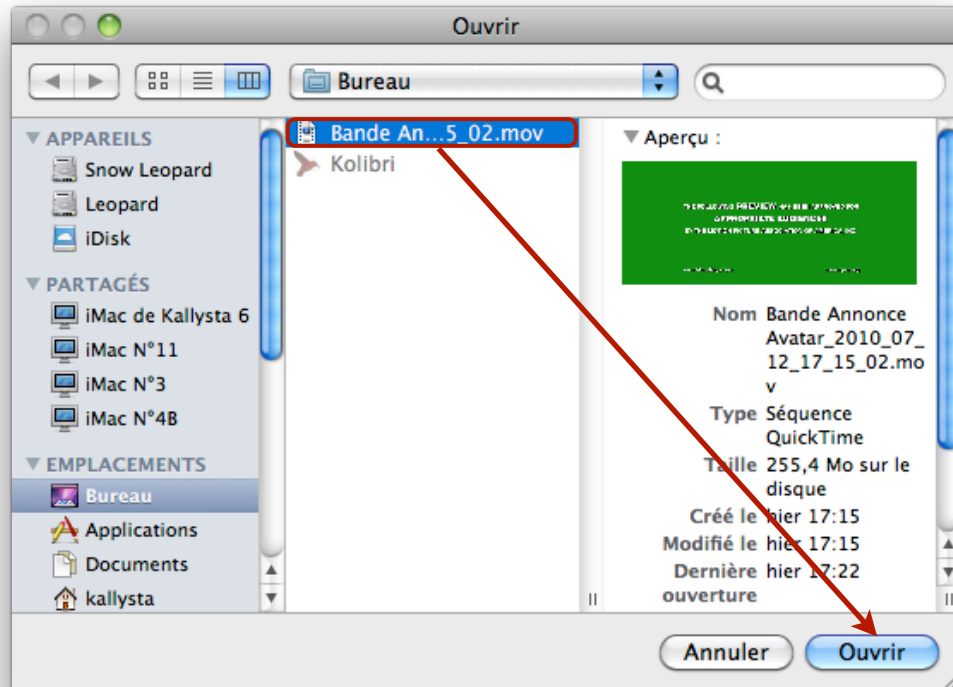 Ouvrir
Bureau
APPAREILS
Snow Leopard
Leopard
iDisk
PARTAGÉS
iMac de Kallysta 6
iMac N°11
iMac N°3
iMac N°4B
EMPLACEMENTS
Bureau
Applications
Documents
kallysta
Bande An...5_02.mov
Kolibri
Aperçu :
PREVIEW
Nom Bande Annonce
Avatar_2010_07_
12_17_15_02.mo
v
Type Séquence
QuickTime
Taille 255,4 Mo sur le
disque
Créé le hier 17:15
Modifié le hier 17:15
Dernière hier 17:22
ouverture
Annuler
Ouvrir